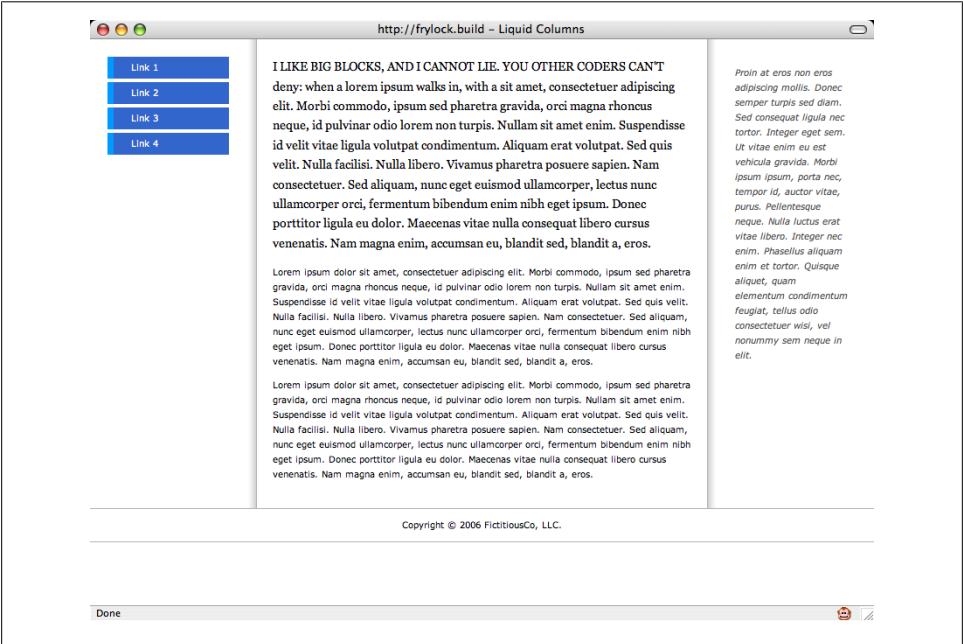 http://frylock.build – Liquid Columns
Link 1
Link 2
Link 3
Link 4
I LIKE BIG BLOCKS, AND I CANNOT LIE. YOU OTHER CODERS CAN'T
deny: when a lorem ipsum walks in, with a sit amet, consectetuer adipiscing
elit. Morbi commodo, ipsum sed pharetra gravida, orci magna rhoncus
neque, id pulvinar odio lorem non turpis. Nullam sit amet enim. Suspendisse
id velit vitae ligula volutpat condimentum. Aliquam erat volutpat. Sed quis
velit. Nulla facilisi. Nulla libero. Vivamus pharetra posuere sapien. Nam
consectetuer. Sed aliquam, nunc eget euismod ullamcorper, lectus nunc
ullamcorper orci, fermentum bibendum enim nibh eget ipsum. Donec
porttitor ligula eu dolor. Maecenas vitae nulla consequat libero cursus
venenatis. Nam magna enim, accumsan eu, blandit sed, blandit a, eros.
Lorem ipsum dolor sit amet, consectetuer adipiscing elit. Morbi commodo, ipsum sed pharetra
gravida, orci magna rhoncus neque, id pulvinar odio lorem non turpis. Nullam sit amet enim.
Suspendisse id velit vitae ligula volutpat condimentum. Aliquam erat volutpat. Sed quis velit.
Nulla facilisi. Nulla libero. Vivamus pharetra posuere sapien. Nam consectetuer. Sed aliquam,
nunc eget euismod ullamcorper, lectus nunc ullamcorper orci, fermentum bibendum enim nibh
eget ipsum. Donec porttitor ligula eu dolor. Maecenas vitae nulla consequat libero cursus
venenatis. Nam magna enim, accumsan eu, blandit sed, blandit a, eros.
Lorem ipsum dolor sit amet, consectetuer adipiscing elit. Morbi commodo, ipsum sed pharetra
gravida, orci magna rhoncus neque, id pulvinar odio lorem non turpis. Nullam sit amet enim.
Suspendisse id velit vitae ligula volutpat condimentum. Aliquam erat volutpat. Sed quis velit.
Nulla facilisi. Nulla libero. Vivamus pharetra posuere sapien. Nam consectetuer. Sed aliquam,
nunc eget euismod ullamcorper, lectus nunc ullamcorper orci, fermentum bibendum enim nibh
eget ipsum. Donec porttitor ligula eu dolor. Maecenas vitae nulla consequat libero cursus
venenatis. Nam magna enim, accumsan eu, blandit sed, blandit a, eros.
Proin at eros non eros
adipiscing mollis. Donec
semper turpis sed diam.
Sed consequat ligula nec
tortor. Integer eget sem.
Ut vitae enim eu est
vehicula gravida. Morbi
ipsum ipsum, porta nec,
tempor id, auctor vitae,
purus. Pellentesque
neque. Nulla luctus erat
vitae libero. Integer nec
enim. Phasellus aliquam
enim et tortor. Quisque
aliquet, quam
elementum condimentum
feugiat, tellus odio
consectetuer wisi, vel
nonummy sem neque in
elit.
Copyright © 2006 FictitiousCo, LLC.
Done